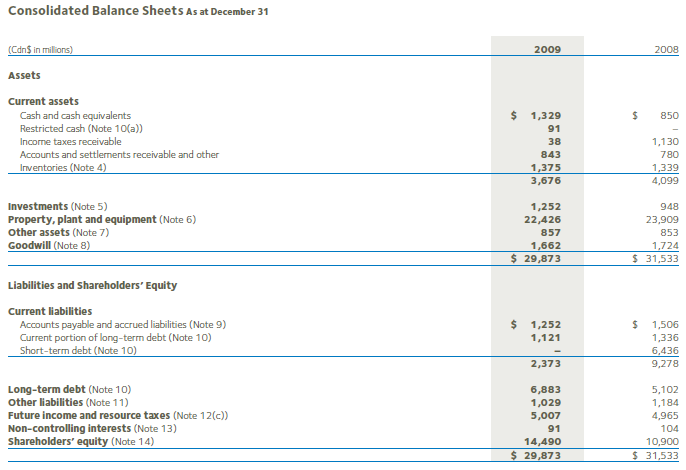 Consolidated Balance Sheets As at December 31
(Cdn$ in millions) 2009 2008
Assets
Current assets
Cash and cash equivalents $ 1,329 $ 850
Restricted cash (Note 10(a)) 91 –
Income taxes receivable 38 1,130
Accounts and settlements receivable and other 843 780
Inventories (Note 4) 1,375 1,339
3,676 4,099
Investments (Note 5) 1,252 948
Property, plant and equipment (Note 6) 22,426 23,909
Other assets (Note 7) 857 853
Goodwill (Note 8) 1,662 1,724
$ 29,873 $ 31,533
Liabilities and Shareholders' Equity
Current liabilities
Accounts payable and accrued liabilities (Note 9) $ 1,252 $ 1,506
Current portion of long-term debt (Note 10) 1,121 1,336
Short-term debt (Note 10) – 6,436
2,373 9,278
Long-term debt (Note 10) 6,883 5,102
Other liabilities (Note 11) 1,029 1,184
Future income and resource taxes (Note 12(c)) 5,007 4,965
Non-controlling interests (Note 13) 91 104
Shareholders' equity (Note 14) 14,490 10,900
$ 29,873 $ 31,533